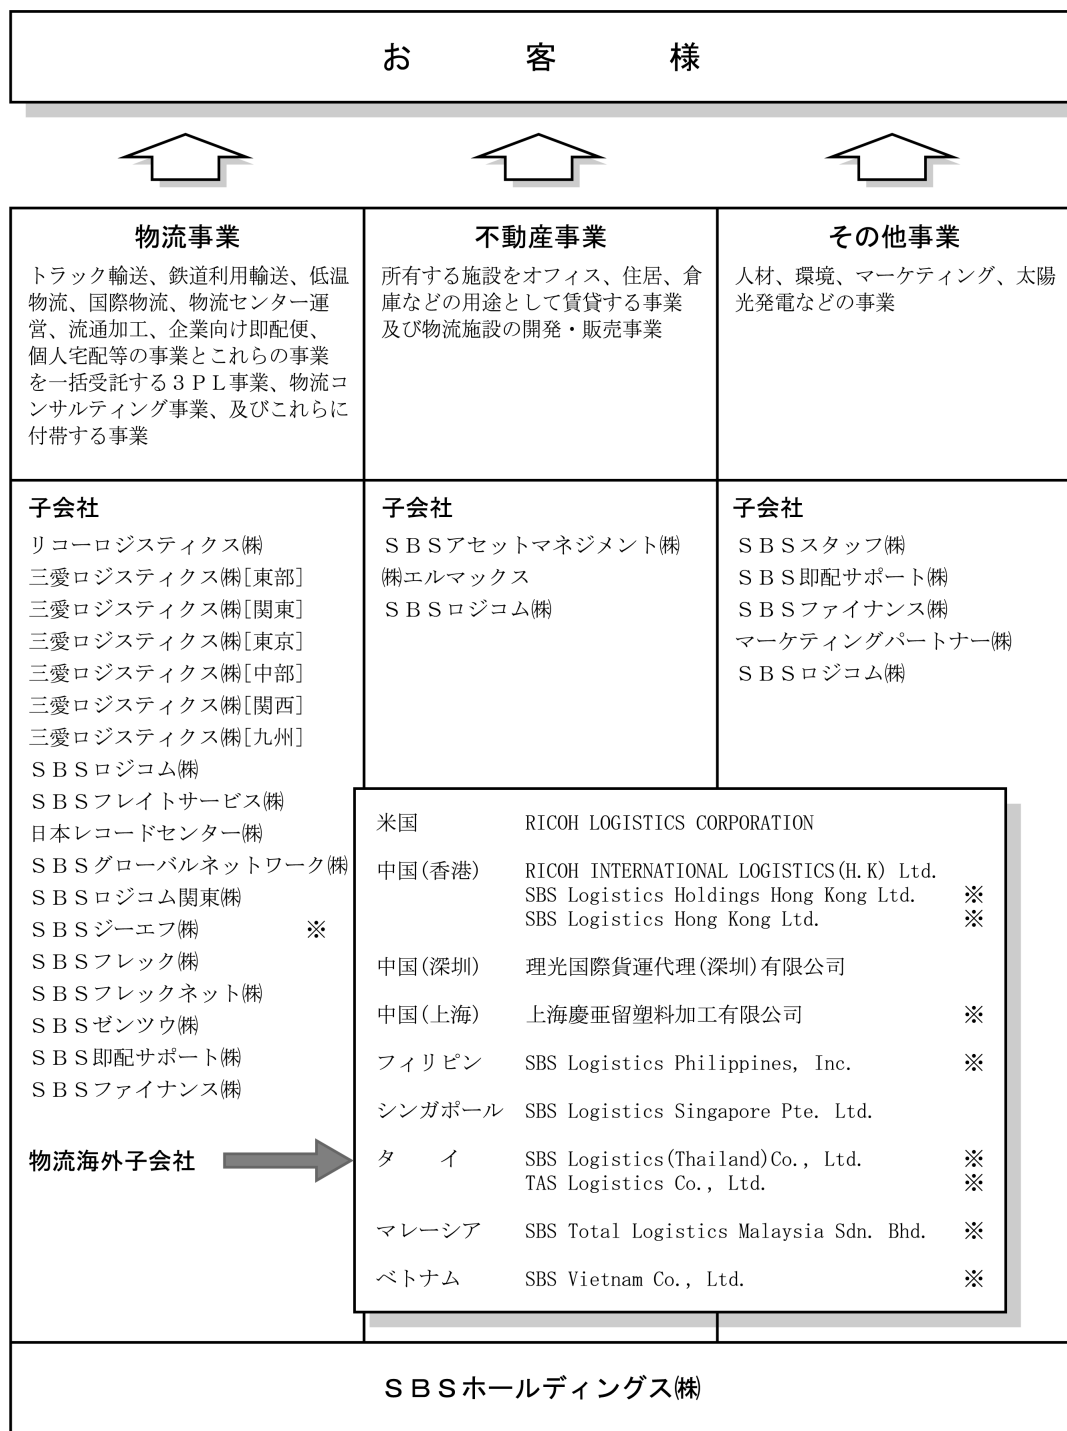 お客様
物流事業
トラック輸送、鉄道利用輸送、低温
物流、国際物流、物流センター運
営、流通加工、企業向け即配便、
個人宅配等の事業とこれらの事業
を一括受託する３ＰＬ事業、物流コ
ンサルティング事業、及びこれらに
付帯する事業
不動産事業
所有する施設をオフィス、住居、倉
庫などの用途として賃貸する事業
及び物流施設の開発・販売事業
その他事業
人材、環境、マーケティング、太陽
光発電などの事業
子会社
リコーロジスティクス㈱
三愛ロジスティクス㈱[東部]
三愛ロジスティクス㈱[関東]
三愛ロジスティクス㈱[東京]
三愛ロジスティクス㈱[中部]
三愛ロジスティクス㈱[関西]
三愛ロジスティクス㈱[九州]
ＳＢＳロジコム㈱
ＳＢＳフレイトサービス㈱
日本レコードセンター㈱
ＳＢＳグローバルネットワーク㈱
ＳＢＳロジコム関東㈱
ＳＢＳジーエフ㈱ ※
ＳＢＳフレック㈱
ＳＢＳフレックネット㈱
ＳＢＳゼンツウ㈱
ＳＢＳ即配サポート㈱
ＳＢＳファイナンス㈱
物流海外子会社
子会社
ＳＢＳアセットマネジメント㈱
㈱エルマックス
ＳＢＳロジコム㈱
子会社
ＳＢＳスタッフ㈱
ＳＢＳ即配サポート㈱
ＳＢＳファイナンス㈱
マーケティングパートナー㈱
ＳＢＳロジコム㈱
米国 RICOH LOGISTICS CORPORATION
中国(香港) RICOH INTERNATIONAL LOGISTICS(H.K) Ltd.
SBS Logistics Holdings Hong Kong Ltd. ※
SBS Logistics Hong Kong Ltd. ※
中国(深圳) 理光国際貨運代理(深圳)有限公司
中国(上海) 上海慶亜留塑料加工有限公司 ※
フィリピン SBS Logistics Philippines, Inc. ※
シンガポール SBS Logistics Singapore Pte. Ltd.
タイ SBS Logistics(Thailand)Co., Ltd. ※
TAS Logistics Co., Ltd. ※
マレーシア SBS Total Logistics Malaysia Sdn. Bhd. ※
ベトナム SBS Vietnam Co., Ltd. ※
ＳＢＳホールディングス㈱